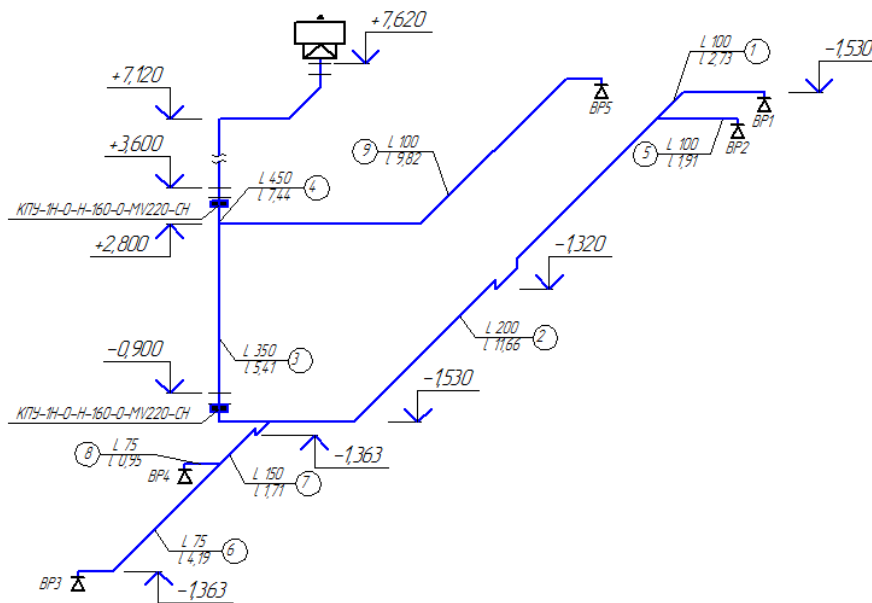 +7,620
L 100
l 2,73
1
-1,530
+7,120
ВР5
ВР1
L 100
l 1,91
5
ВР2
9
L 100
l 9,82
+3,600
L 450
l 7,44
4
КПУ-1Н-О-Н-160-0-MV220-СН
+2,800
-1,320
L 200
l 11,66
2
L 350
l 5,41
3
-0,900
-1,530
КПУ-1Н-О-Н-160-0-MV220-СН
8
L 75
l 0,95
-1,363
ВР4
L 150
l 1,71
7
L 75
l 4,19
6
ВР3
-1,363